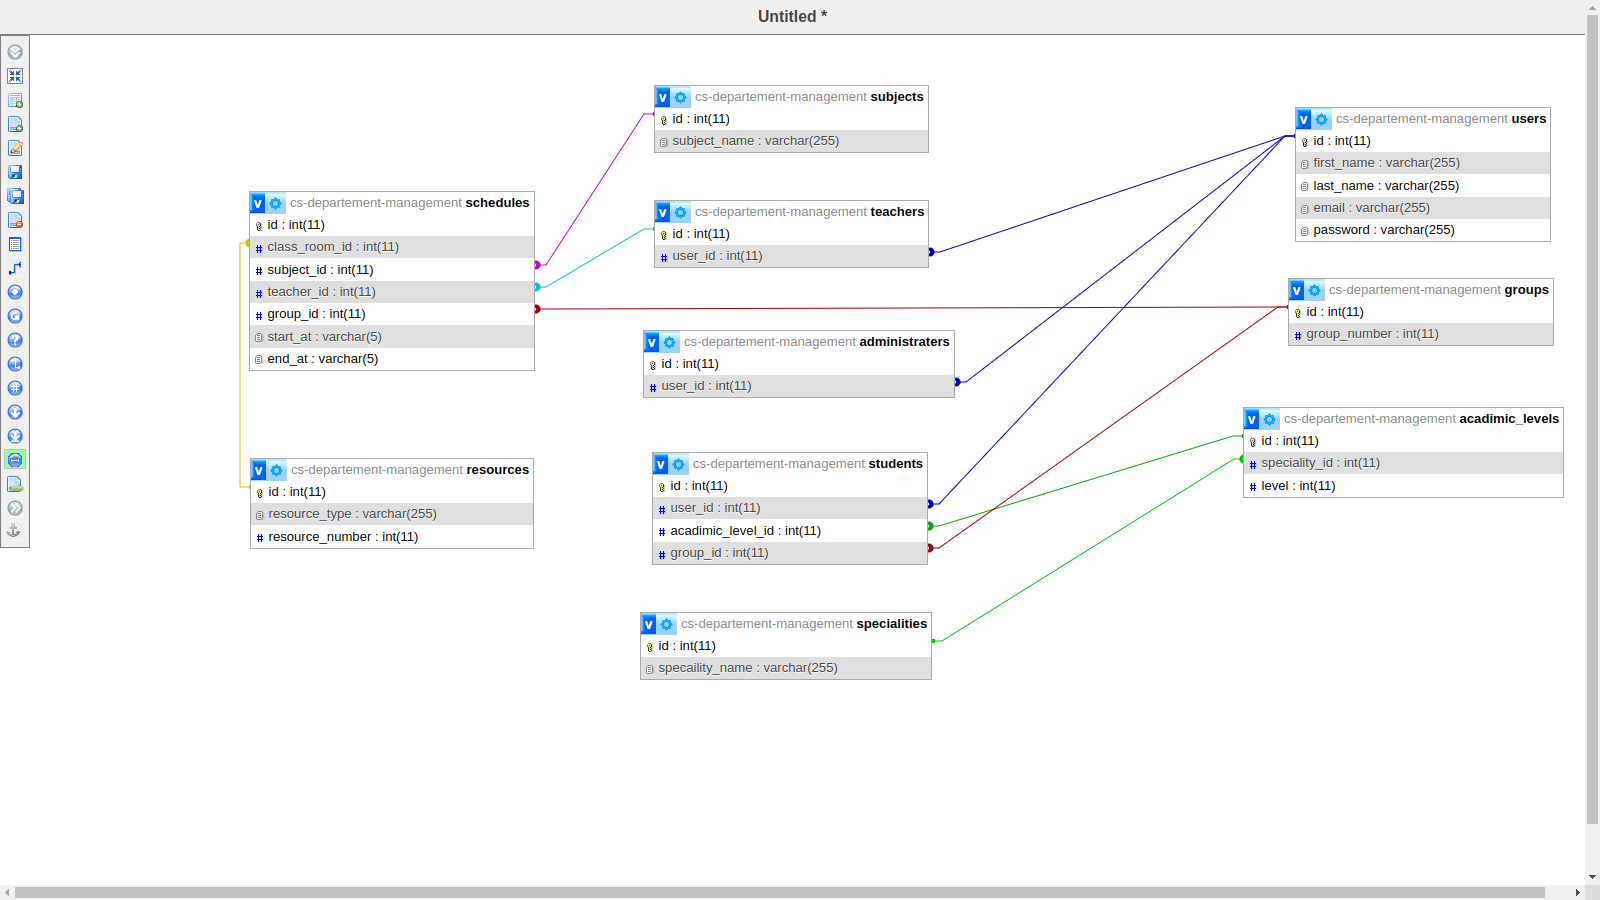 Untitled *
cs-departement-management subjects
id : int(11)
subject_name : varchar(255)
cs-departement-management users
id : int(11)
first_name : varchar(255)
last_name : varchar(255)
email : varchar(255)
password : varchar(255)
cs-departement-management schedules
id : int(11)
class_room_id : int(11)
subject_id : int(11)
teacher_id : int(11)
group_id : int(11)
start_at : varchar(5)
end_at : varchar(5)
cs-departement-management teachers
id : int(11)
user_id : int(11)
cs-departement-management groups
id : int(11)
group_number : int(11)
cs-departement-management administraters
id : int(11)
user_id : int(11)
cs-departement-management acadimic_levels
id : int(11)
speciality_id : int(11)
level : int(11)
cs-departement-management resources
id : int(11)
resource_type : varchar(255)
resource_number : int(11)
cs-departement-management students
id : int(11)
user_id : int(11)
acadimic_level_id : int(11)
group_id : int(11)
cs-departement-management specialities
id : int(11)
specaility_name : varchar(255)